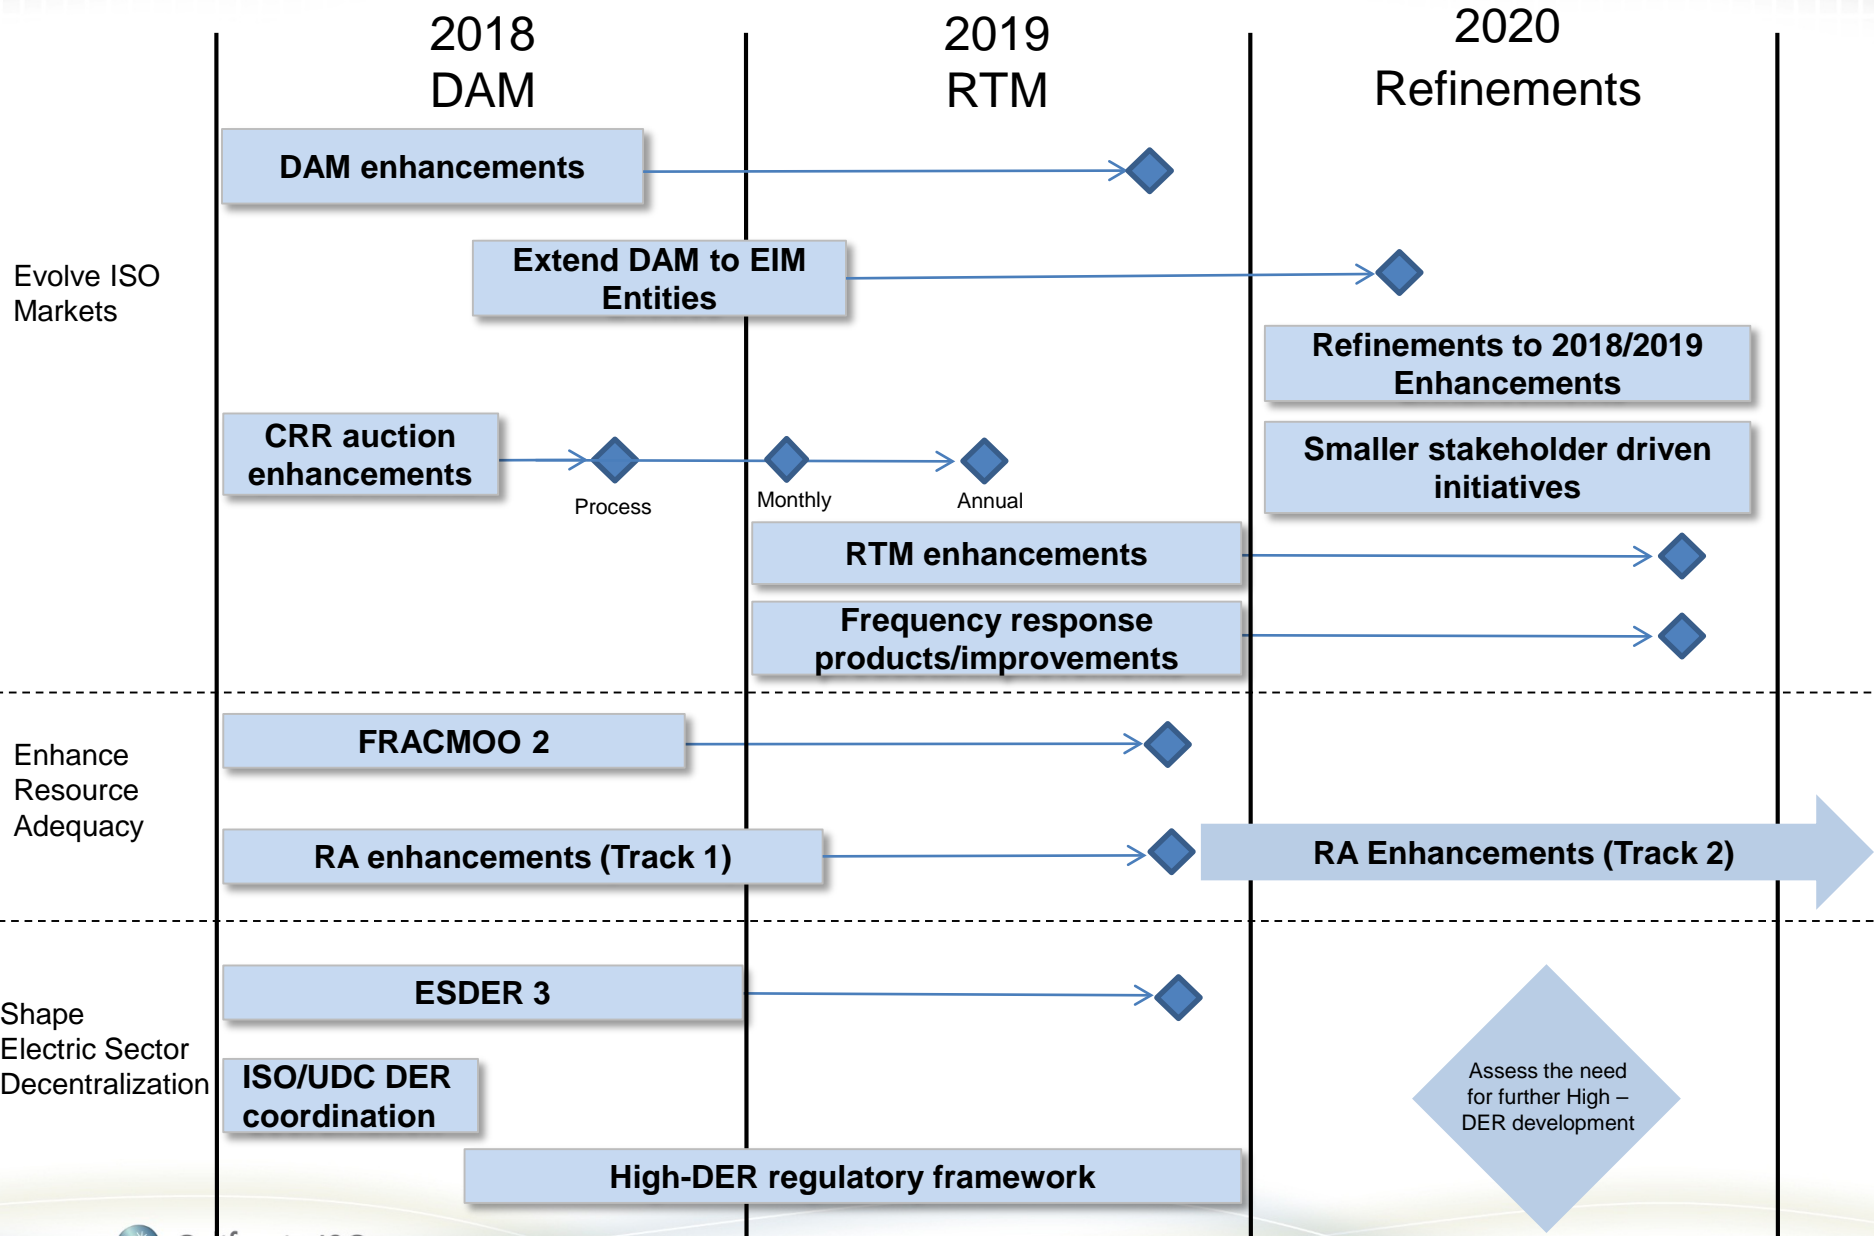 2018
DAM
2019
RTM
2020
Refinements
Evolve ISO
Markets
DAM enhancements
Extend DAM to EIM
Entities
Refinements to 2018/2019
Enhancements
CRR auction
enhancements
Process
Monthly
Annual
Smaller stakeholder driven
initiatives
RTM enhancements
Frequency response
products/improvements
Enhance
Resource
Adequacy
FRACMOO 2
RA enhancements (Track 1)
RA Enhancements (Track 2)
Shape
Electric Sector
Decentralization
ESDER 3
ISO/UDC DER
coordination
High-DER regulatory framework
Assess the need
for further High –
DER development